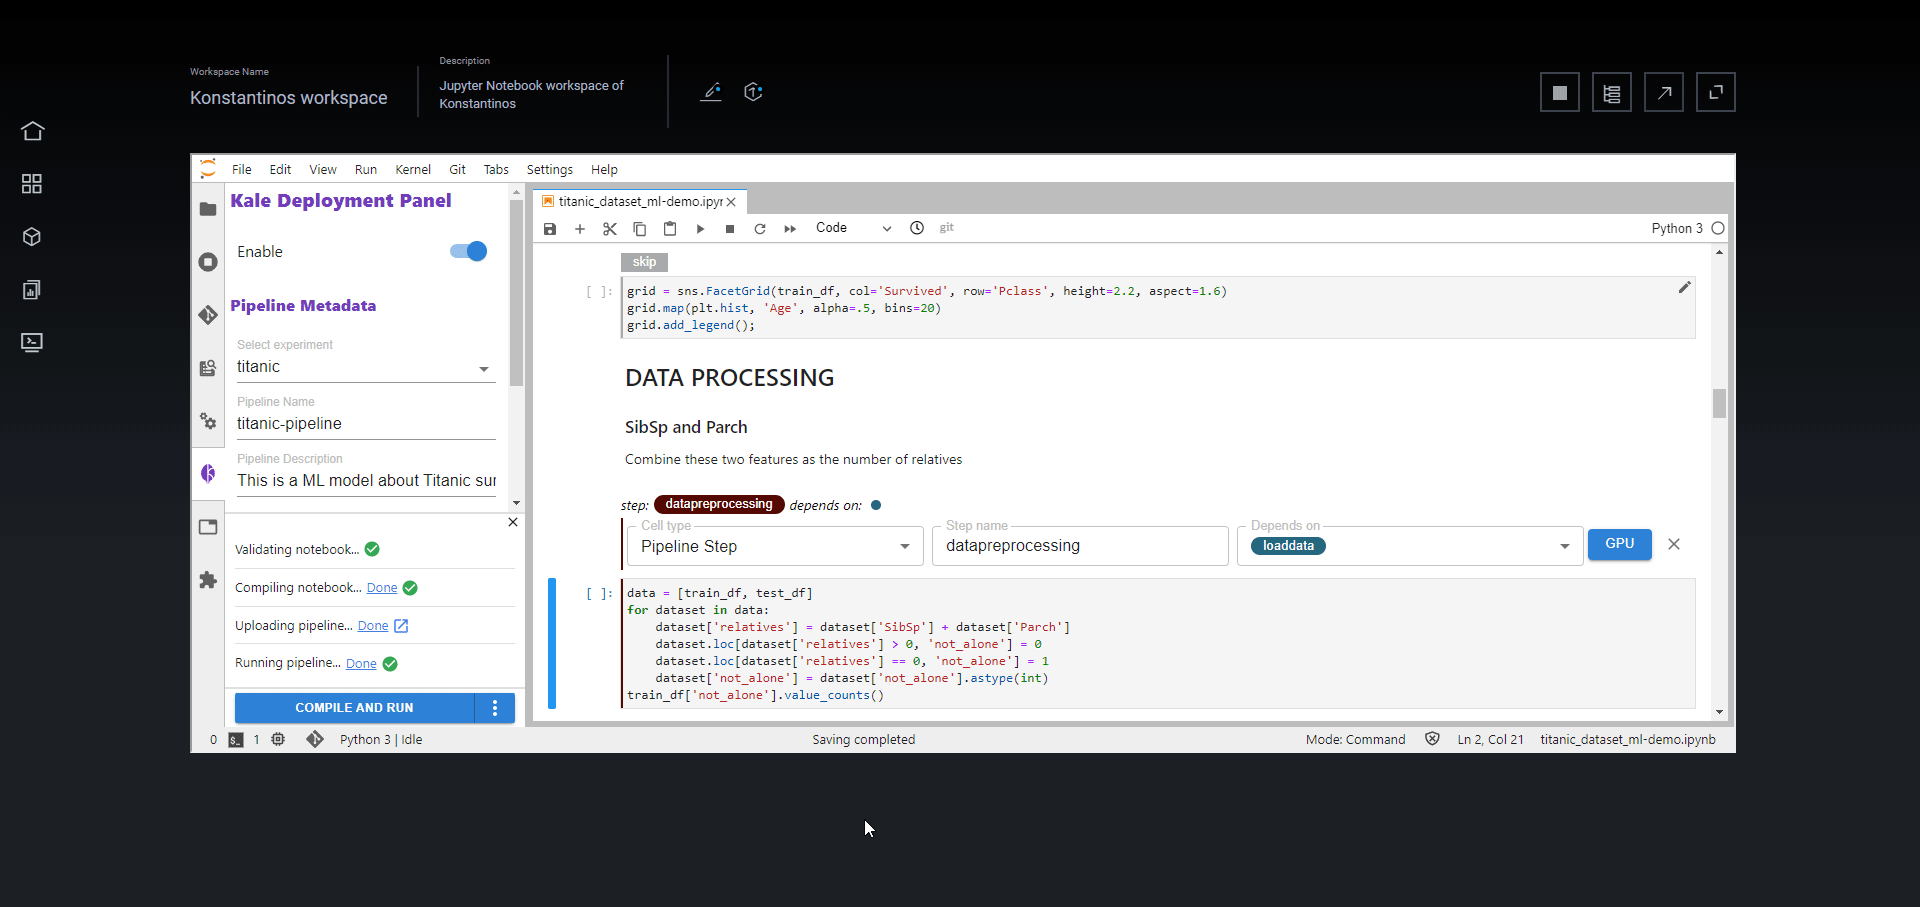 Workspace Name
Konstantinos workspace
Description
Jupyter Notebook workspace of
Konstantinos
File Edit View Run Kernel Git Tabs Settings Help
Kale Deployment Panel
Enable
Pipeline Metadata
Select experiment
titanic
Pipeline Name
titanic-pipeline
Pipeline Description
This is a ML model about Titanic sur
Validating notebook...
Compiling notebook... Done
Uploading pipeline... Done
Running pipeline... Done
COMPILE AND RUN
titanic_dataset_ml-demo.ipyr
Code git Python 3
skip
[ ]: grid = sns.FacetGrid(train_df, col='Survived', row='Pclass', height=2.2, aspect=1.6)
grid.map(plt.hist, 'Age', alpha=.5, bins=20)
grid.add_legend();
DATA PROCESSING
SibSp and Parch
Combine these two features as the number of relatives
step: datapreprocessing depends on:
Cell type Step name Depends on
Pipeline Step datapreprocessing loaddata GPU
[ ]: data = [train_df, test_df]
for dataset in data:
dataset['relatives'] = dataset['SibSp'] + dataset['Parch']
dataset.loc[dataset['relatives'] > 0, 'not_alone'] = 0
dataset.loc[dataset['relatives'] == 0, 'not_alone'] = 1
dataset['not_alone'] = dataset['not_alone'].astype(int)
train_df['not_alone'].value_counts()
0 $_ 1 Python 3 | Idle Saving completed Mode: Command Ln 2, Col 21 titanic_dataset_ml-demo.ipynb